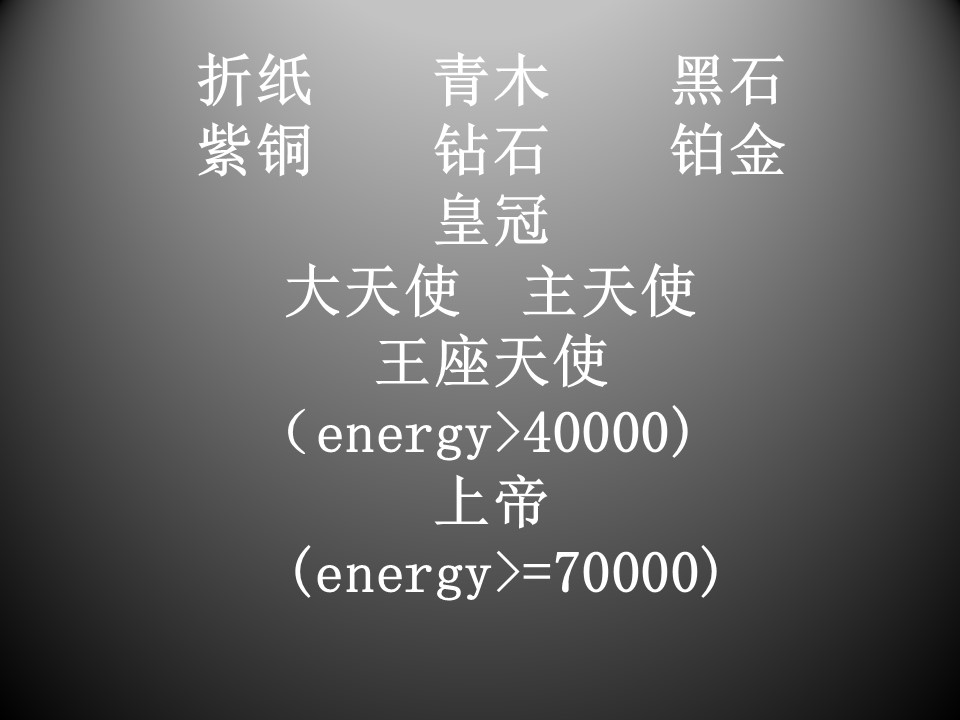 折纸 青木 黑石
紫铜 钻石 铂金
皇冠
大天使 主天使
王座天使
（energy>40000)
上帝
(energy>=70000)